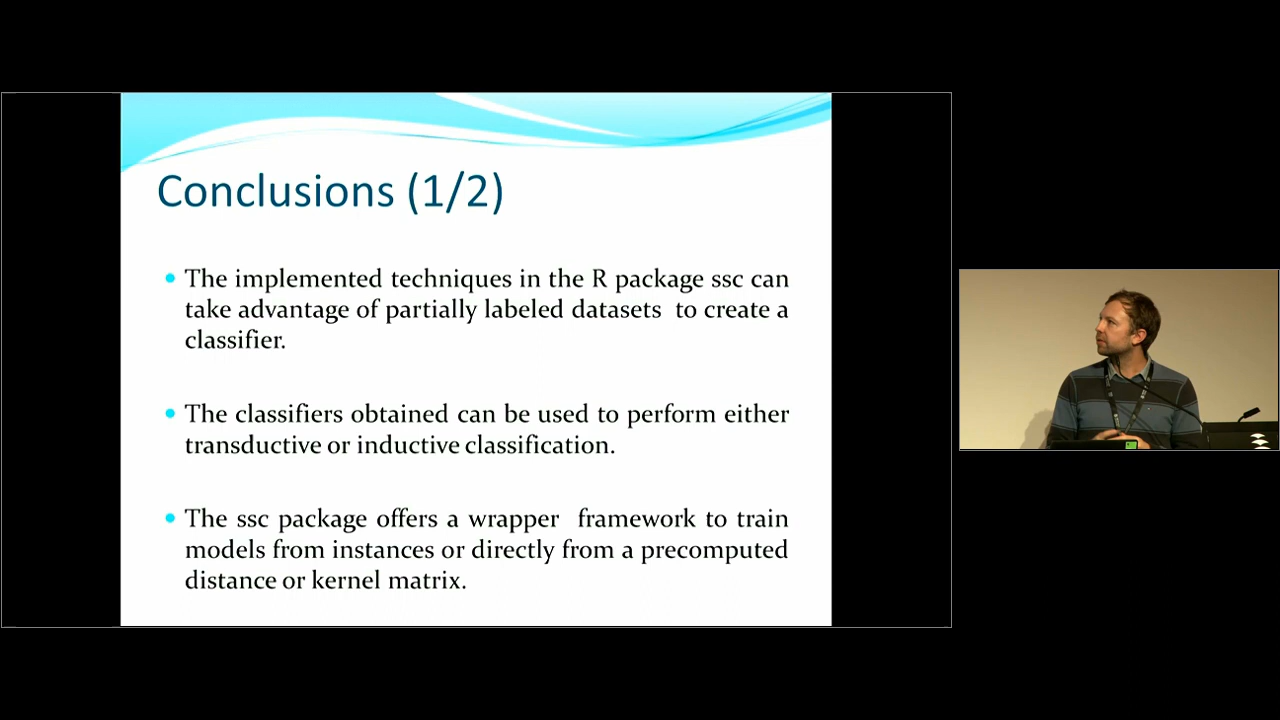 Conclusions (1/2)
• The implemented techniques in the R package ssc can
take advantage of partially labeled datasets to create a
classifier.
• The classifiers obtained can be used to perform either
transductive or inductive classification.
• The ssc package offers a wrapper framework to train
models from instances or directly from a precomputed
distance or kernel matrix.